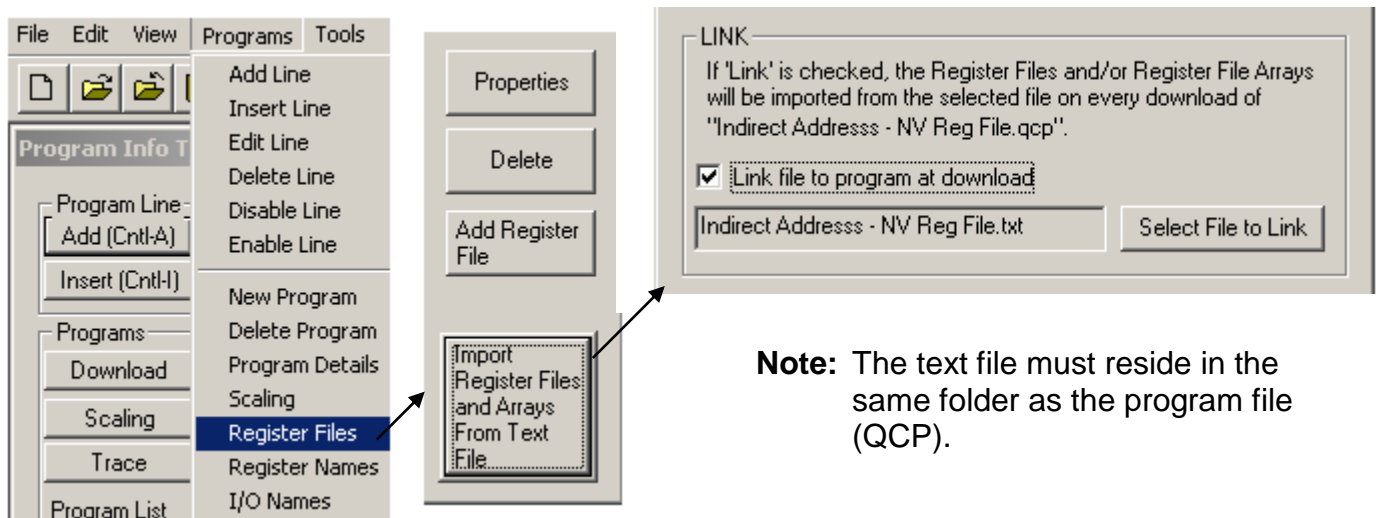 File Edit View Programs Tools
Program Info T
Program Line
Add (Cntl-A)
Insert (Cntl-I)
Programs
Download
Scaling
Trace
Program List
Add Line
Insert Line
Edit Line
Delete Line
Disable Line
Enable Line
New Program
Delete Program
Program Details
Scaling
Register Files
Register Names
I/O Names
Properties
Delete
Add Register
File
Import
Register Files
and Arrays
From Text
File
LINK
If 'Link' is checked, the Register Files and/or Register File Arrays
will be imported from the selected file on every download of
"Indirect Addresss - NV Reg File.qcp".
Link file to program at download
Indirect Addresss - NV Reg File.txt Select File to Link
Note: The text file must reside in the
same folder as the program file
(QCP).